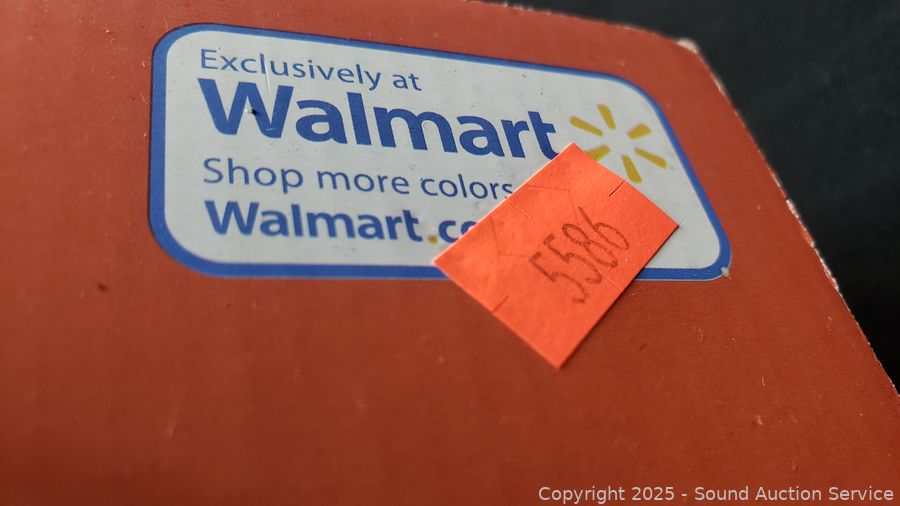 Exclusively at
Walmart
Shop more colors
Walmart.co
5586
Copyright 2025 - Sound Auction Service